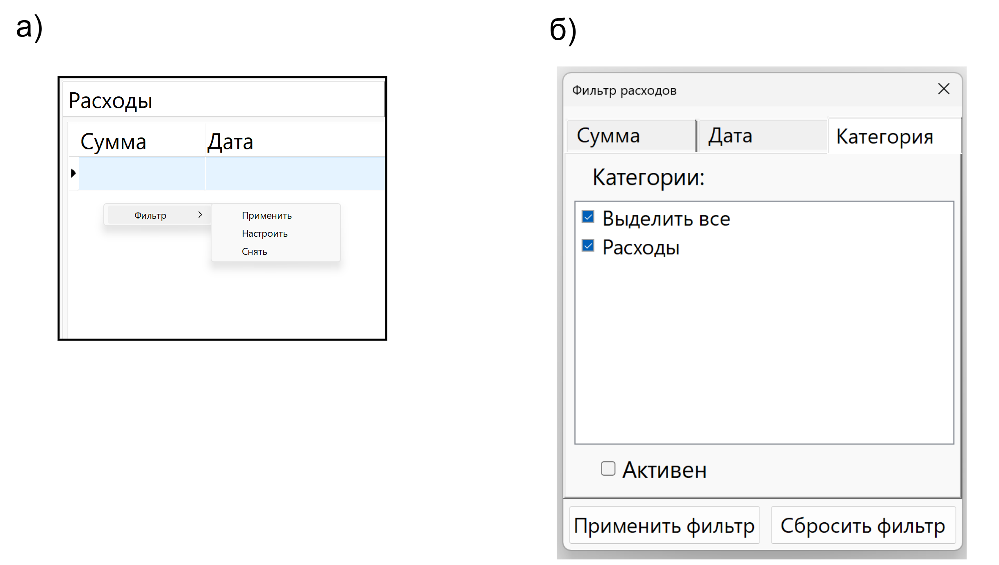 а)
Расходы
Сумма Дата
Фильтр Применить
Настроить
Снять
б)
Фильтр расходов
Сумма Дата Категория
Категории:
Выделить все
Расходы
Активен
Применить фильтр Сбросить фильтр